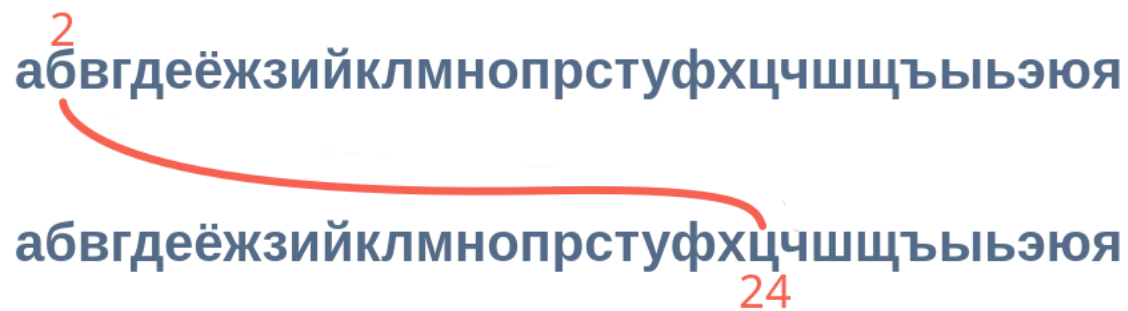 2
абвгдеёжзийклмнопрстуфхцчшщъыьэюя
абвгдеёжзийклмнопрстуфхцчшщъыьэюя
24